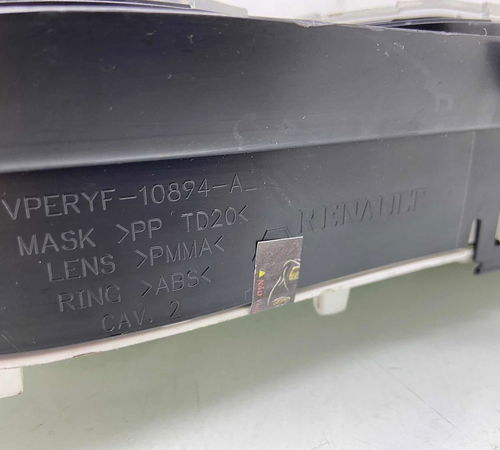 VPERYF-10894-A
MASK >PP TD20<
LENS >PMMA<
RING >ABS<
CAV. 2
RENAULT